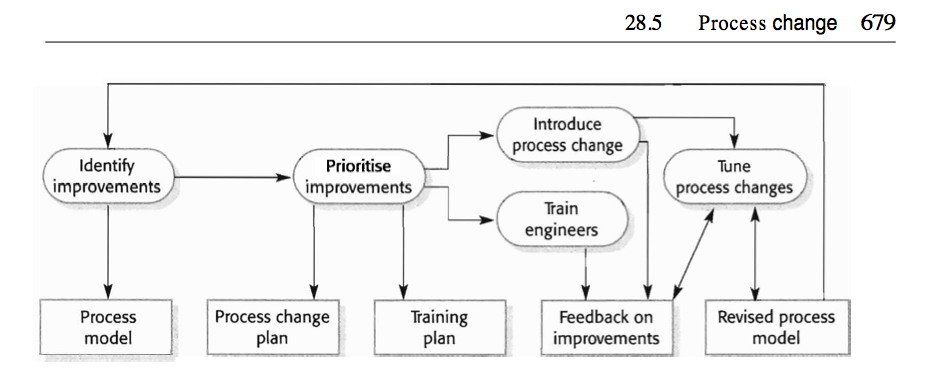 28.5 Process change 679
Introduce
process change
Identify
improvements
Prioritise
improvements
Tune
process changes
Train
engineers
Process
model
Process change
plan
Training
plan
Feedback on
improvements
Revised process
model